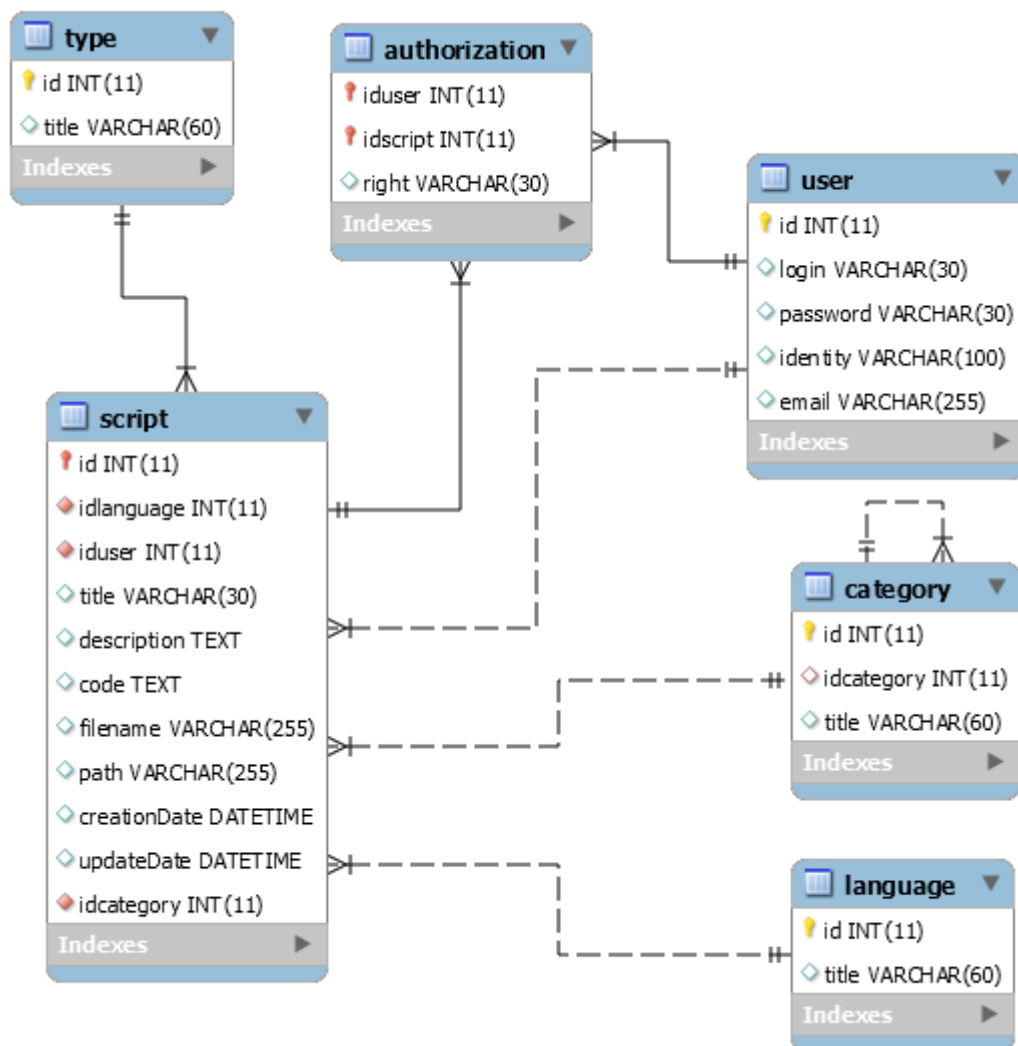 type
id INT(11)
title VARCHAR(60)
Indexes
authorization
iduser INT(11)
idscript INT(11)
right VARCHAR(30)
Indexes
user
id INT(11)
login VARCHAR(30)
password VARCHAR(30)
identity VARCHAR(100)
email VARCHAR(255)
Indexes
script
id INT(11)
idlanguage INT(11)
iduser INT(11)
title VARCHAR(30)
description TEXT
code TEXT
filename VARCHAR(255)
path VARCHAR(255)
creationDate DATETIME
updateDate DATETIME
idcategory INT(11)
Indexes
category
id INT(11)
idcategory INT(11)
title VARCHAR(60)
Indexes
language
id INT(11)
title VARCHAR(60)
Indexes